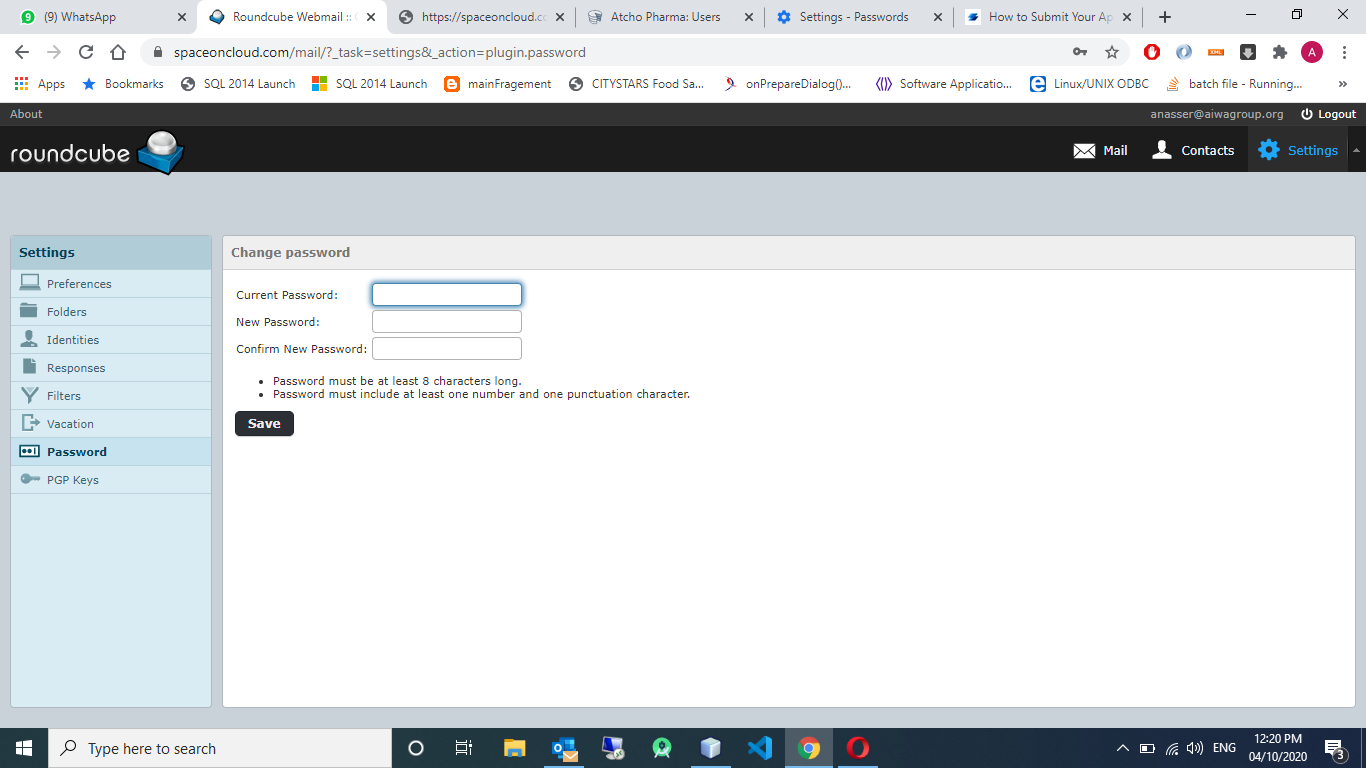 (9) WhatsApp
Roundcube Webmail :: C
https://spaceoncloud.co
Atcho Pharma: Users
Settings - Passwords
How to Submit Your Ap
spaceoncloud.com/mail/?_task=settings&_action=plugin.password
A
Apps
Bookmarks
SQL 2014 Launch
SQL 2014 Launch
mainFragement
CITYSTARS Food Sa...
onPrepareDialog()...
Software Applicatio...
Linux/UNIX ODBC
batch file - Running...
About
anasser@aiwagroup.org
Logout
roundcube
Mail
Contacts
Settings
Settings
Preferences
Folders
Identities
Responses
Filters
Vacation
Password
PGP Keys
Change password
Current Password:
New Password:
Confirm New Password:
Password must be at least 8 characters long.
Password must include at least one number and one punctuation character.
Save
Type here to search
ENG
12:20 PM
04/10/2020
3